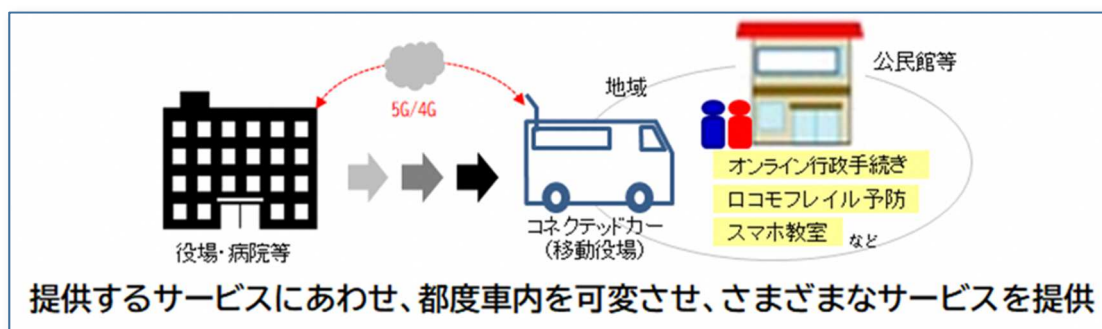 公民館等
地域
5G/4G
オンライン行政手続き
ロコモフレイル予防
スマホ教室 など
コネクテッドカー
(移動役場)
役場・病院等
提供するサービスにあわせ、都度車内を可変させ、さまざまなサービスを提供